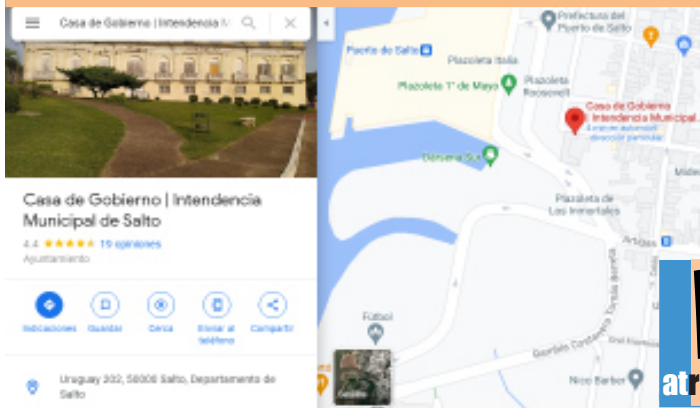 Casa de Gobierno | Intendencia M
Casa de Gobierno | Intendencia
Municipal de Salto
4.4 19 opiniones
Ayuntamiento
Indicaciones
Guardar
Cerca
Enviar al
teléfono
Compartir
Uruguay 202, 50000 Salto, Departamento de
Salto
Prefectura del
Puerto de Salto
Puerto de Salto
Plazoleta Italia
Plazoleta 1° de Mayo
Plazoleta
Roosevelt
Casa de Gobierno
| Intendencia Municipal...
Dársena Sur
Plazoleta de
Los Inmortales
Artigas
Fútbol
Nico Barber
at